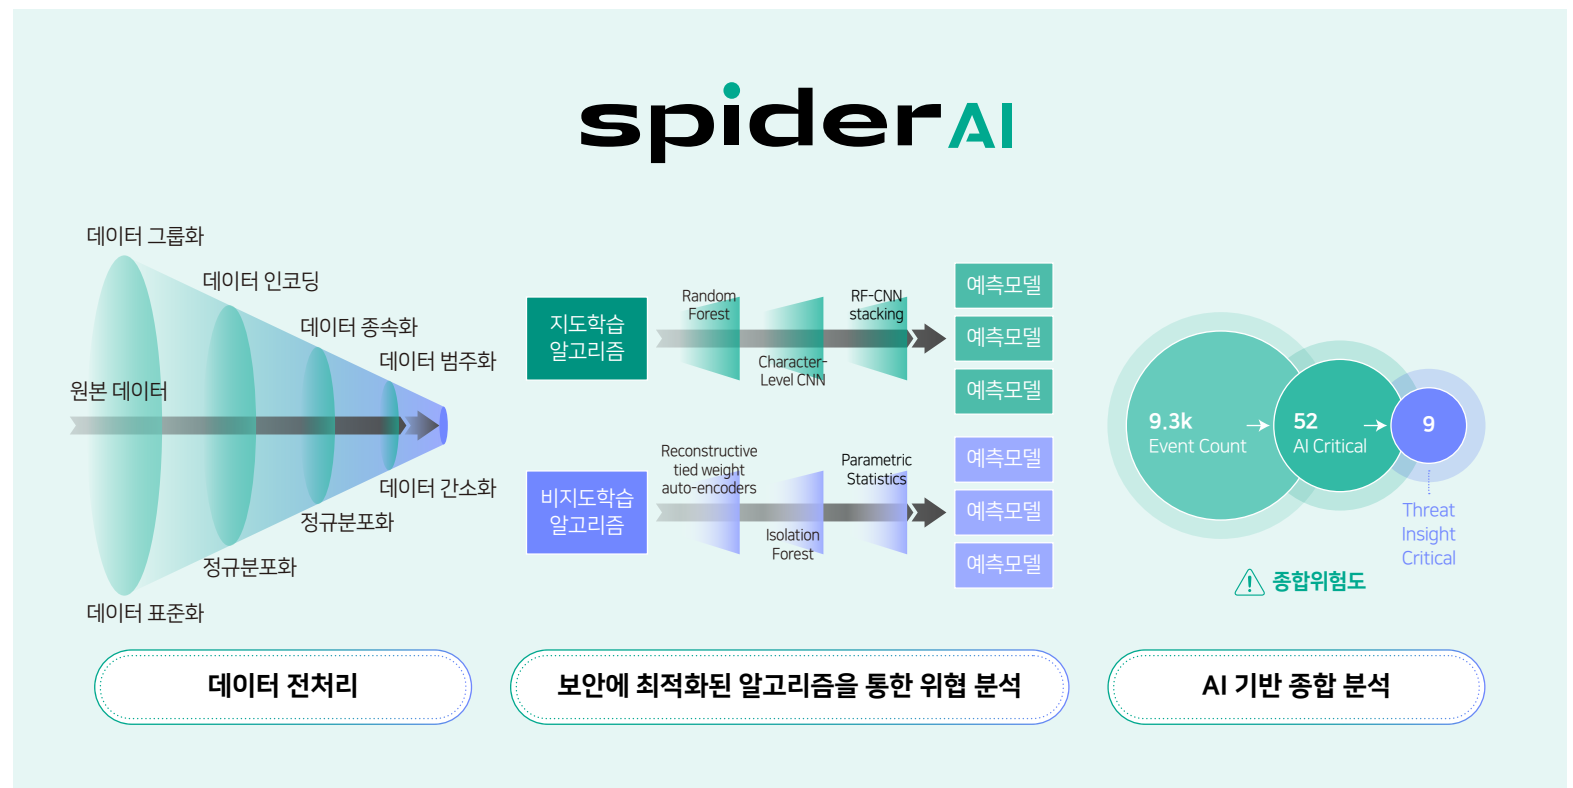 spider AI
데이터 그룹화
데이터 인코딩
데이터 종속화
데이터 범주화
원본 데이터
데이터 간소화
정규분포화
정규분포화
데이터 표준화
데이터 전처리
지도학습
알고리즘
Random
Forest
Character-
Level CNN
RF-CNN
stacking
예측모델
예측모델
예측모델
비지도학습
알고리즘
Reconstructive
tied weight
auto-encoders
Isolation
Forest
Parametric
Statistics
예측모델
예측모델
예측모델
보안에 최적화된 알고리즘을 통한 위협 분석
9.3k
Event Count
52
AI Critical
9
Threat
Insight
Critical
종합위험도
AI 기반 종합 분석